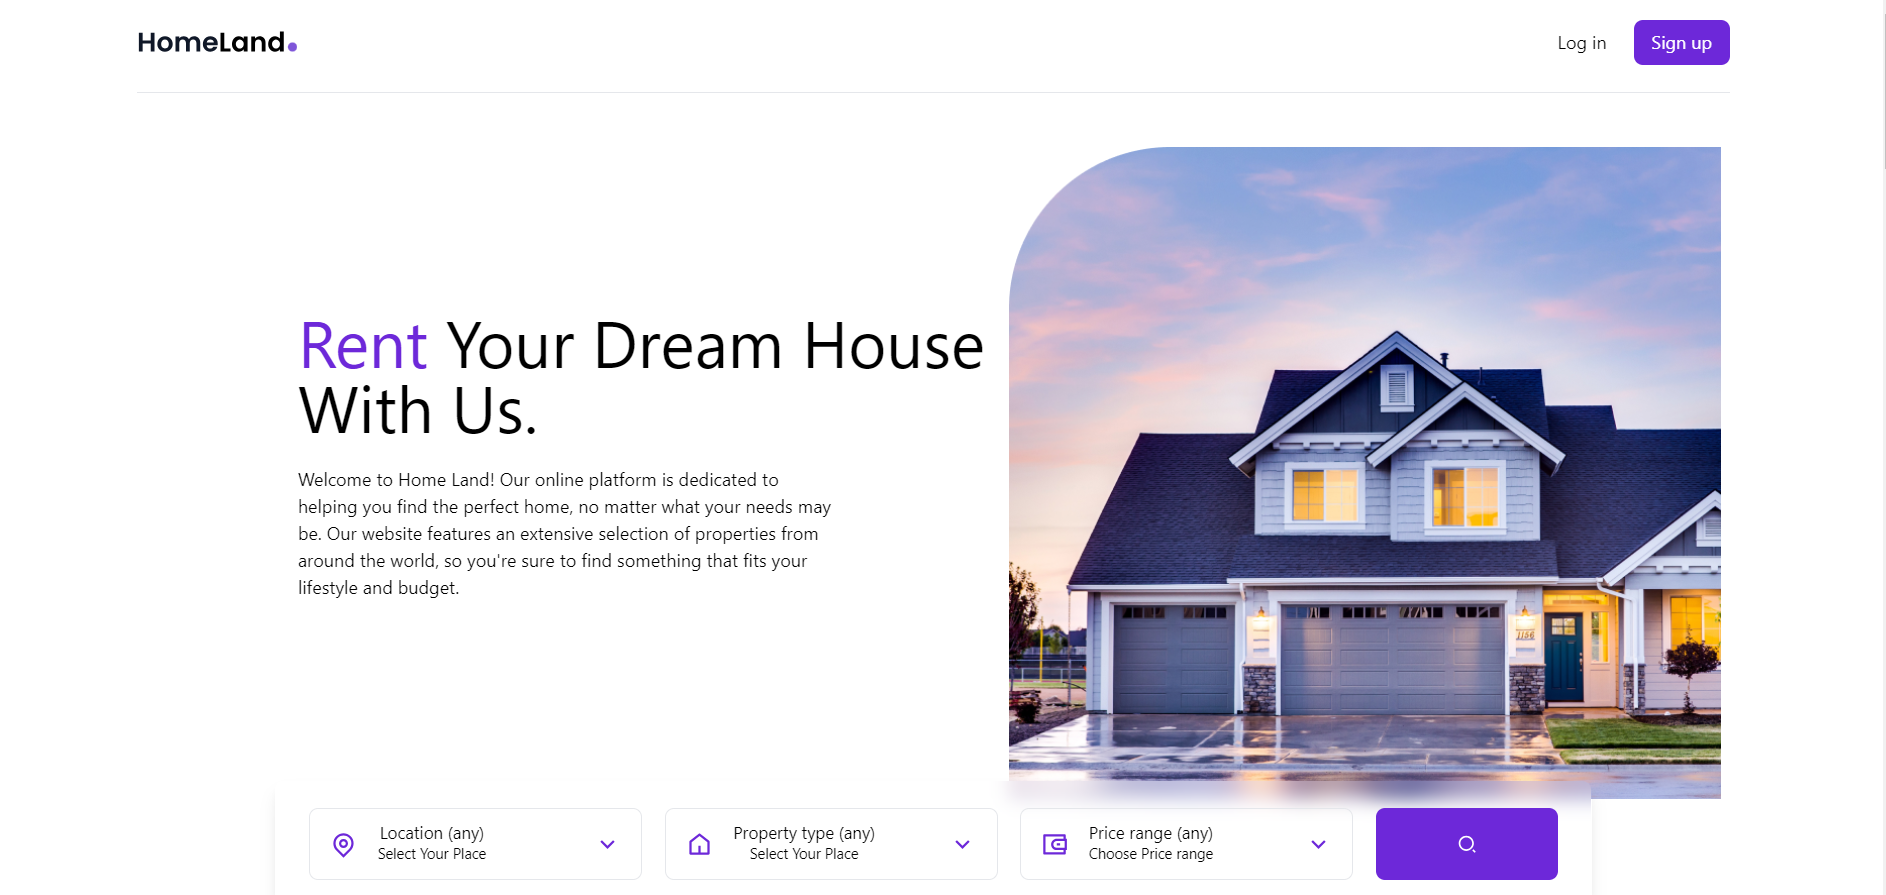 HomeLand.
Log in
Sign up
Rent Your Dream House
With Us.
Welcome to Home Land! Our online platform is dedicated to
helping you find the perfect home, no matter what your needs may
be. Our website features an extensive selection of properties from
around the world, so you're sure to find something that fits your
lifestyle and budget.
1156
Location (any)
Select Your Place
Property type (any)
Select Your Place
Price range (any)
Choose Price range